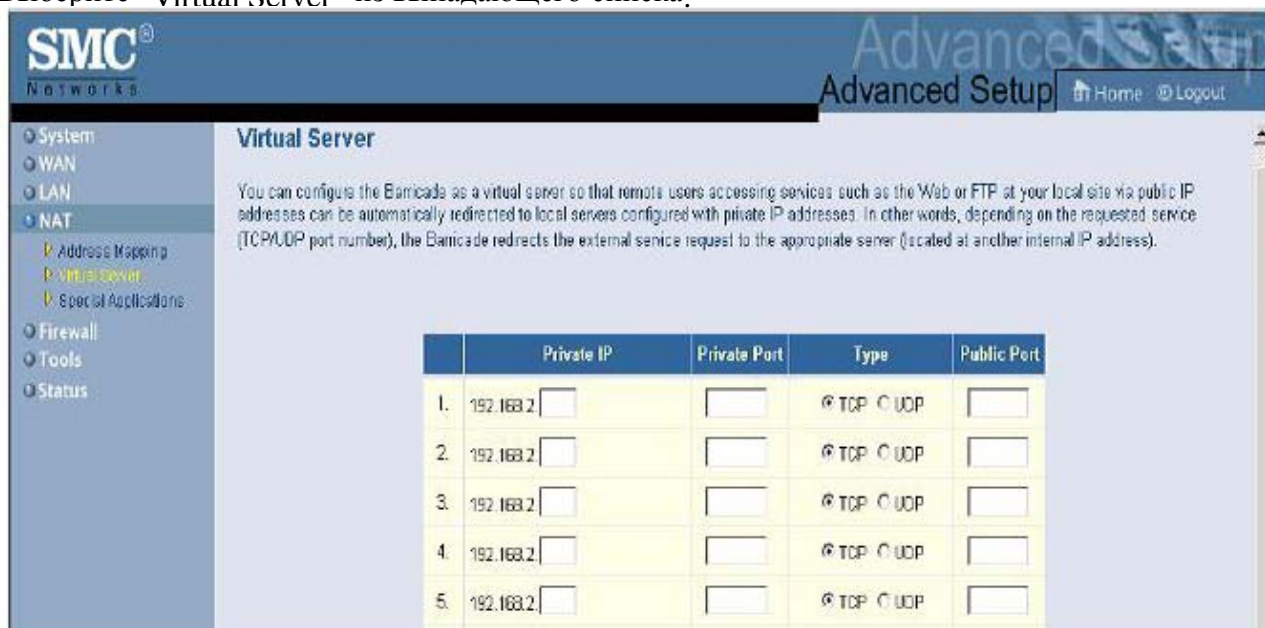 Выберите "Virtual Server" из выпадающего списка.
SMC®
Networks
Advanced Setup
Advanced Setup
Home Logout
System
WAN
LAN
NAT
Address Mapping
Virtual Server
Special Applications
Firewall
Tools
Status
Virtual Server
You can configure the Barricade as a virtual server so that remote users accessing services such as the Web or FTP at your local site via public IP
addresses can be automatically redirected to local servers configured with private IP addresses. In other words, depending on the requested service
(TCP/UDP port number), the Barricade redirects the external service request to the appropriate server (located at another internal IP address).
Private IP Private Port Type Public Port
1. 192.168.2. TCP UDP
2. 192.168.2. TCP UDP
3. 192.168.2. TCP UDP
4. 192.168.2. TCP UDP
5. 192.168.2. TCP UDP